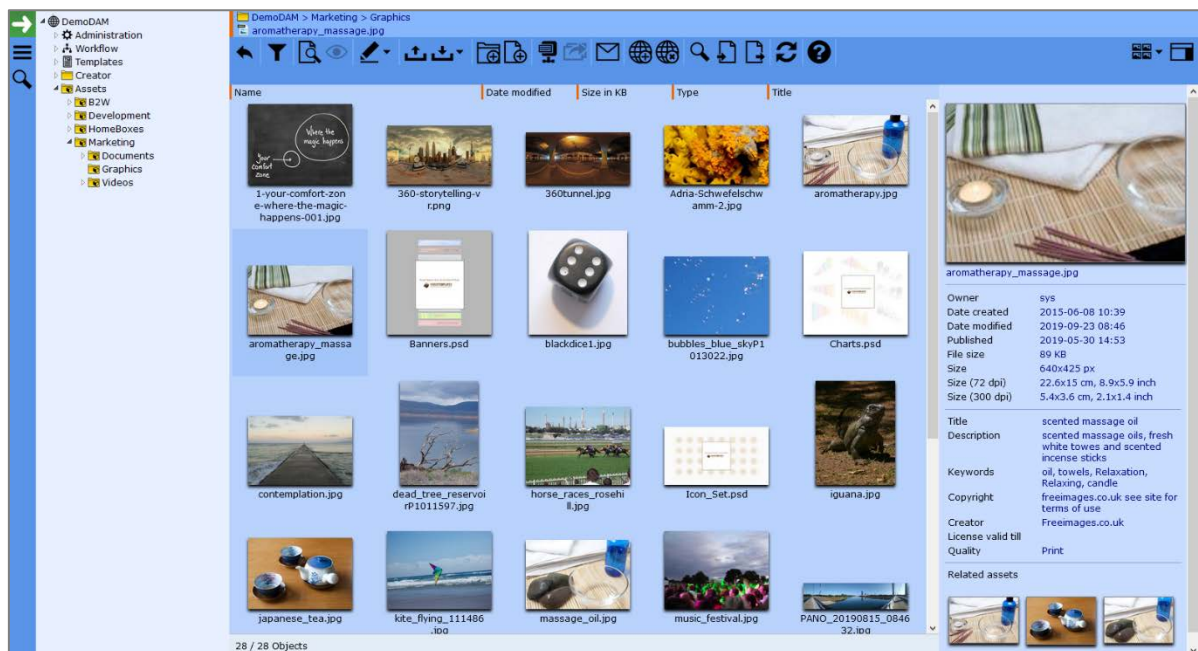 DemoDAM
Administration
Workflow
Templates
Creator
Assets
B2W
Development
HomeBoxes
Marketing
Documents
Graphics
Videos
DemoDAM > Marketing > Graphics
aromatherapy_massage.jpg
Name Date modified Size in KB Type Title
Where the
magic happens
your
comfort
zone
1-your-comfort-zon
e-where-the-magic-
happens-001.jpg
360-storytelling-v
r.png
360tunnel.jpg
Adria-Schwefelschw
amm-2.jpg
aromatherapy.jpg
aromatherapy_massa
ge.jpg
Banners.psd
blackdice1.jpg
bubbles_blue_skyP1
013022.jpg
Charts.psd
contemplation.jpg
dead_tree_reservoi
rP1011597.jpg
horse_races_rosehi
ll.jpg
Icon_Set.psd
iguana.jpg
japanese_tea.jpg
kite_flying_111486
.jpg
massage_oil.jpg
music_festival.jpg
PANO_20190815_0846
32.jpg
28 / 28 Objects
aromatherapy_massage.jpg
Owner sys
Date created 2015-06-08 10:39
Date modified 2019-09-23 08:46
Published 2019-05-30 14:53
File size 89 KB
Size 640x425 px
Size (72 dpi) 22.6x15 cm, 8.9x5.9 inch
Size (300 dpi) 5.4x3.6 cm, 2.1x1.4 inch
Title scented massage oil
Description scented massage oils, fresh
white towes and scented
incense sticks
Keywords oil, towels, Relaxation,
Relaxing, candle
Copyright freeimages.co.uk see site for
terms of use
Creator Freeimages.co.uk
License valid till
Quality Print
Related assets